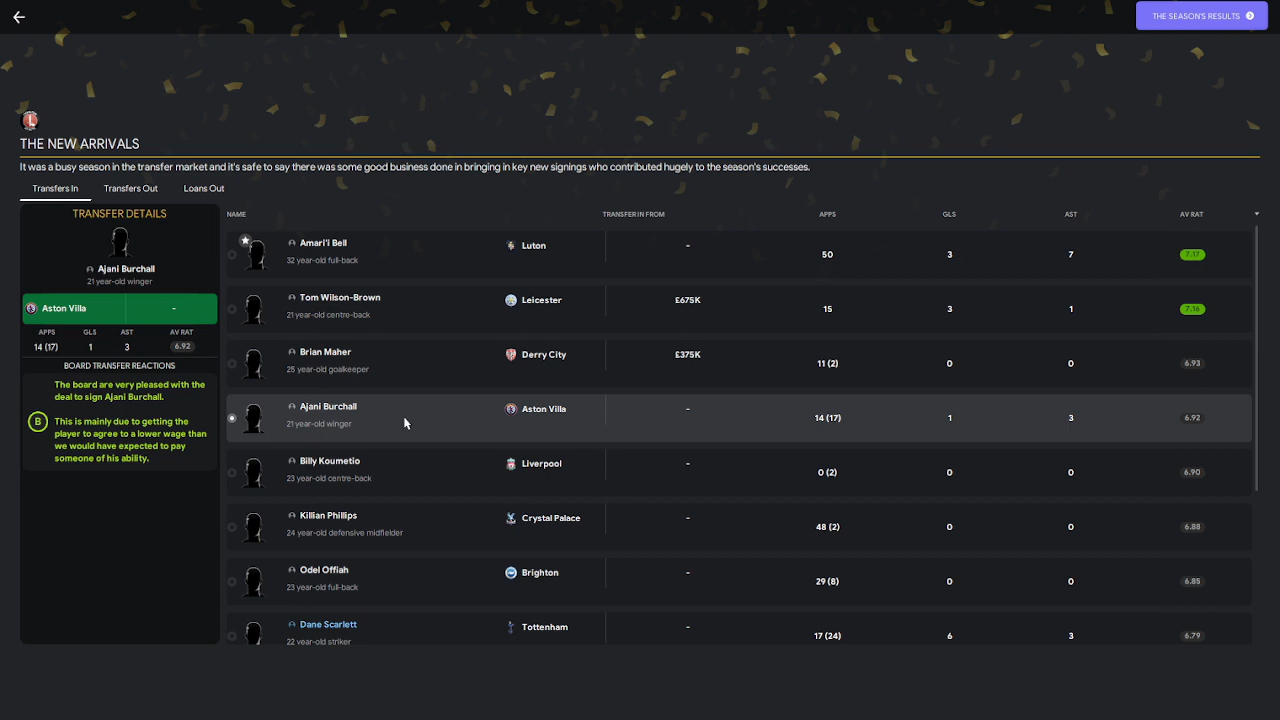 THE SEASON'S RESULTS
THE NEW ARRIVALS
It was a busy season in the transfer market and it's safe to say there was some good business done in bringing in key new signings who contributed hugely to the season's successes.
Transfers In Transfers Out Loans Out
TRANSFER DETAILS
Ajani Burchall
21 year-old winger
Aston Villa -
APPS GLS AST AV RAT
14 (17) 1 3 6.92
BOARD TRANSFER REACTIONS
The board are very pleased with the
deal to sign Ajani Burchall.
B
This is mainly due to getting the
player to agree to a lower wage than
we would have expected to pay
someone of his ability.
NAME TRANSFER IN FROM APPS GLS AST AV RAT
Amari'i Bell Luton - 50 3 7 7.17
32 year-old full-back
Tom Wilson-Brown Leicester £675K 15 3 1 7.16
21 year-old centre-back
Brian Maher Derry City £375K 11 (2) 0 0 6.93
25 year-old goalkeeper
Ajani Burchall Aston Villa - 14 (17) 1 3 6.92
21 year-old winger
Billy Koumetio Liverpool - 0 (2) 0 0 6.90
23 year-old centre-back
Killian Phillips Crystal Palace - 48 (2) 0 0 6.88
24 year-old defensive midfielder
Odel Offiah Brighton - 29 (8) 0 0 6.85
23 year-old full-back
Dane Scarlett Tottenham - 17 (24) 6 3 6.79
22 year-old striker